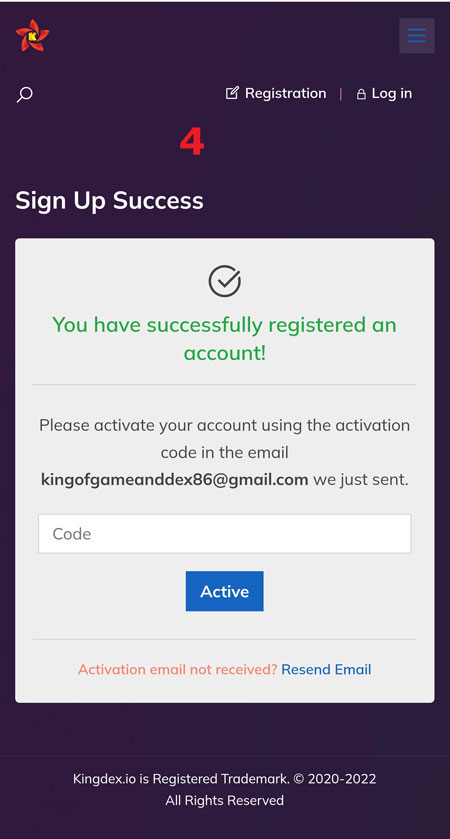 K
Registration | Log in
4
Sign Up Success
You have successfully registered an
account!
Please activate your account using the activation
code in the email
kingofgameanddex86@gmail.com we just sent.
Code
Active
Activation email not received? Resend Email
Kingdex.io is Registered Trademark. © 2020-2022
All Rights Reserved